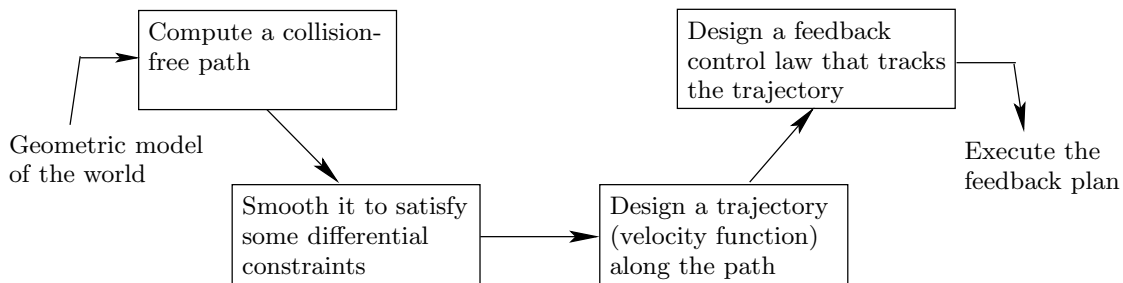 Geometric model
of the world
Compute a collision-
free path
Smooth it to satisfy
some differential
constraints
Design a trajectory
(velocity function)
along the path
Design a feedback
control law that tracks
the trajectory
Execute the
feedback plan